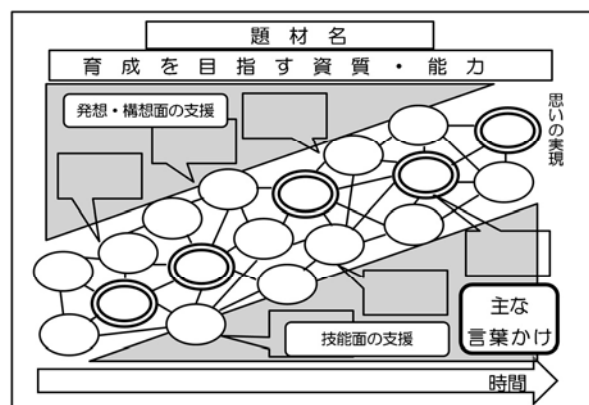 題材名
育成を目指す資質・能力
発想・構想面の支援
思いの実現
主な
言葉かけ
技能面の支援
時間